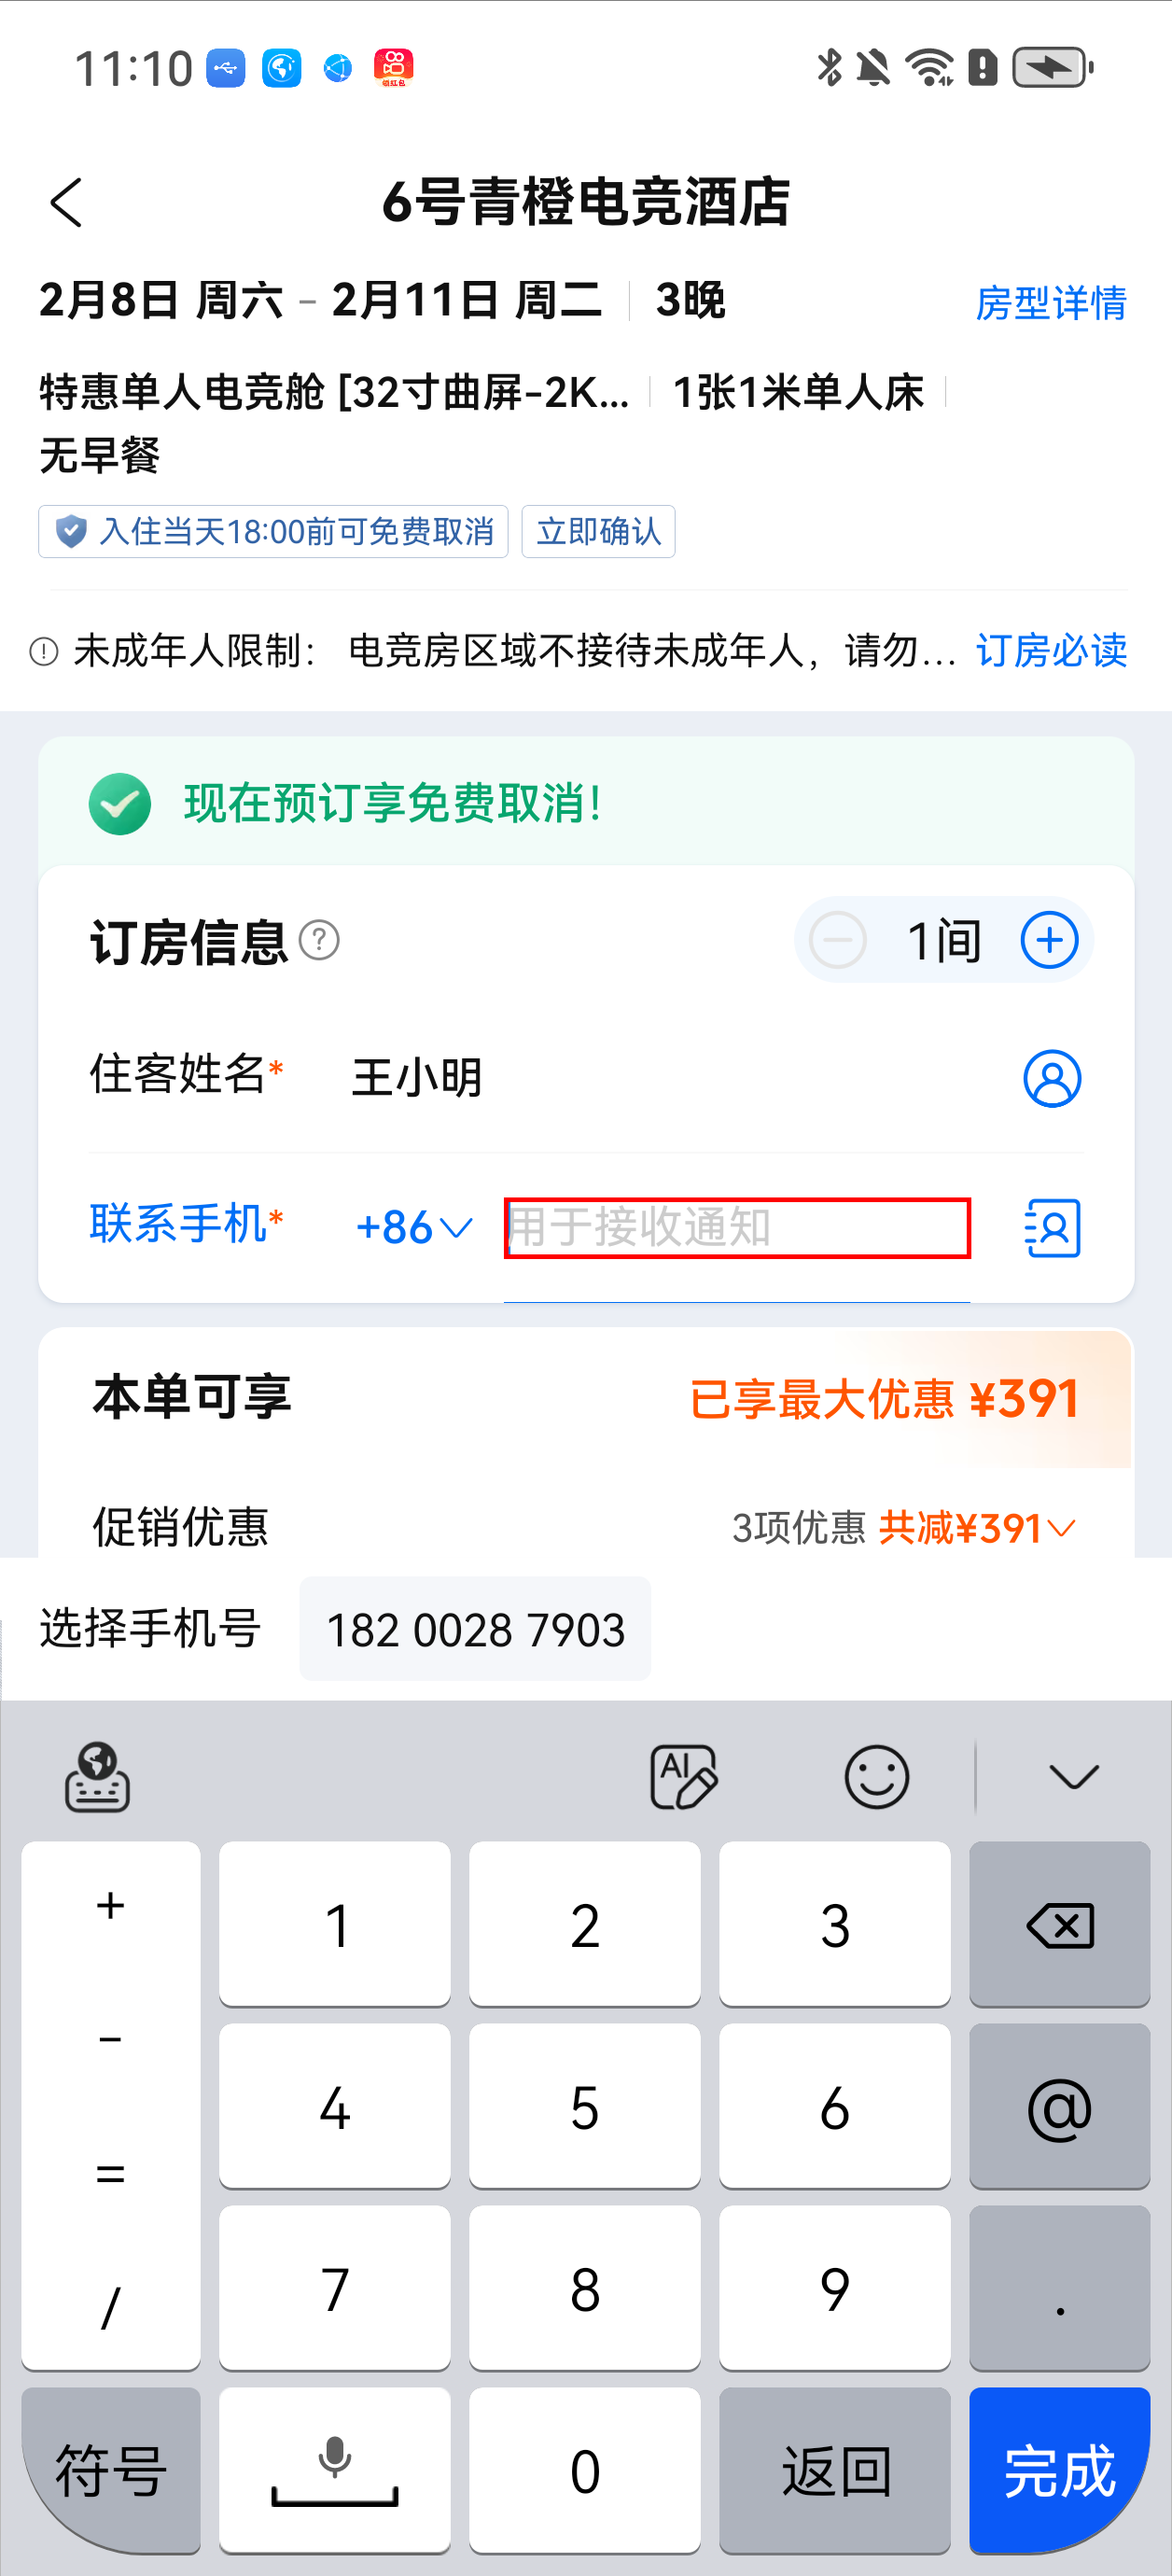 11:10
领红包
6号青橙电竞酒店
2月8日 周六 - 2月11日 周二 3晚 房型详情
特惠单人电竞舱 [32寸曲屏-2K... 1张1米单人床
无早餐
入住当天18:00前可免费取消 立即确认
未成年人限制： 电竞房区域不接待未成年人，请勿... 订房必读
现在预订享免费取消！
订房信息 ? 1间
住客姓名* 王小明
联系手机* +86 用于接收通知
本单可享 已享最大优惠 ¥391
促销优惠 3项优惠 共减¥391
选择手机号 182 0028 7903
AI
+ 1 2 3
- 4 5 6 @
= 7 8 9 .
/
符号 0 返回 完成